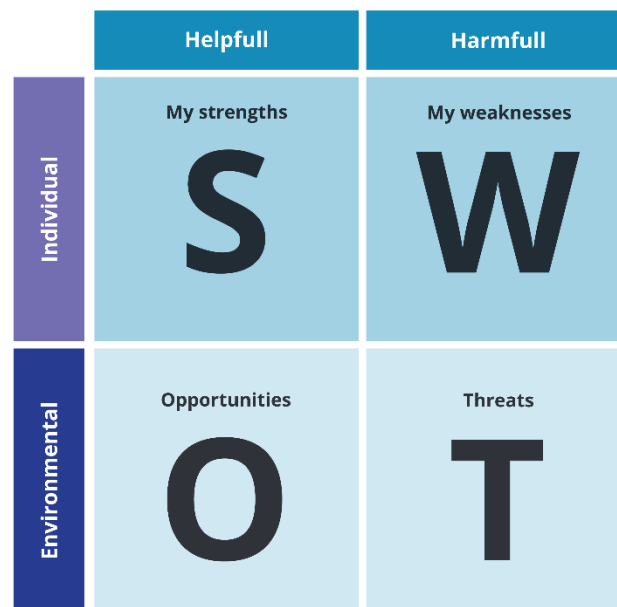 Helpfull
Harmfull
Individual
My strengths
S
My weaknesses
W
Environmental
Opportunities
O
Threats
T